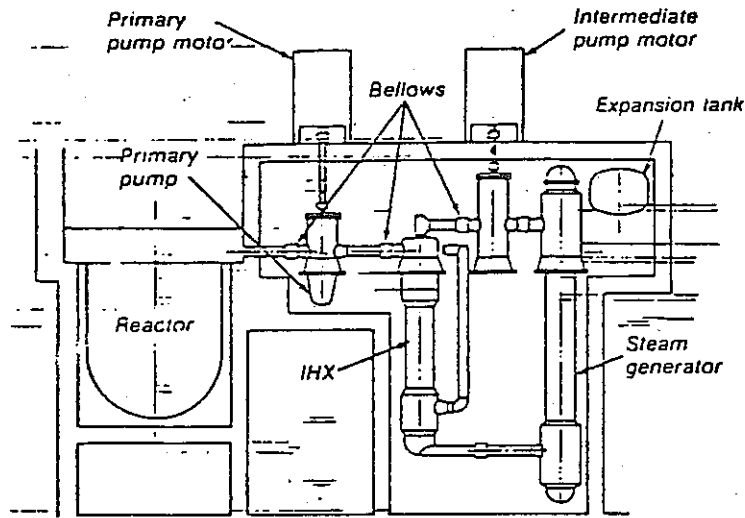 Primary
pump motor
Intermediate
pump motor
Bellows
Expansion tank
Primary
pump
Reactor
IHX
Steam
generator